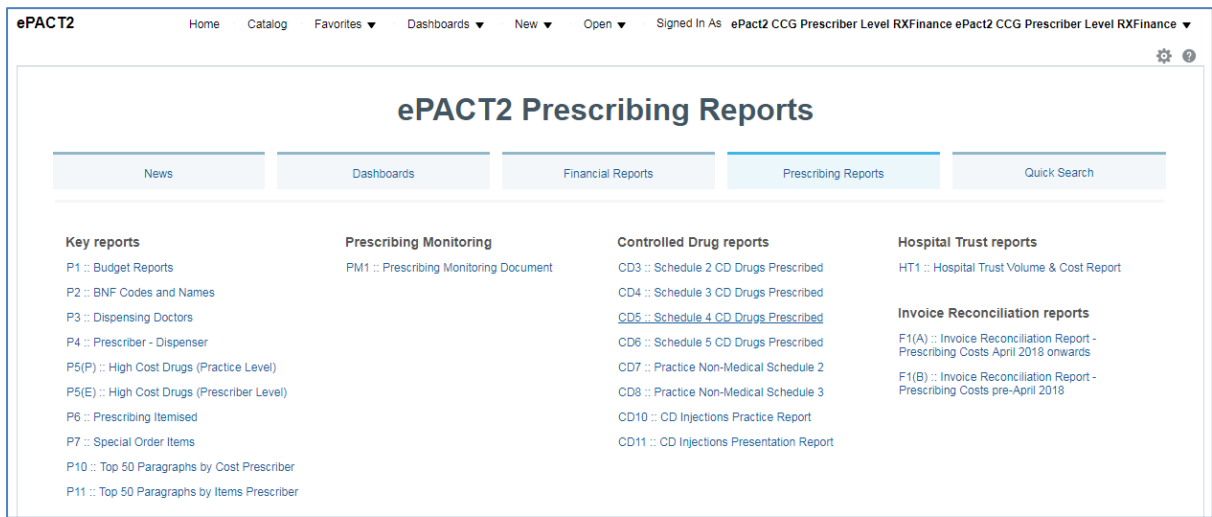 ePACT2
Home Catalog Favorites Dashboards New Open Signed In As ePact2 CCG Prescriber Level RXFinance ePact2 CCG Prescriber Level RXFinance
ePACT2 Prescribing Reports
News Dashboards Financial Reports Prescribing Reports Quick Search
Key reports
P1 :: Budget Reports
P2 :: BNF Codes and Names
P3 :: Dispensing Doctors
P4 :: Prescriber - Dispenser
P5(P) :: High Cost Drugs (Practice Level)
P5(E) :: High Cost Drugs (Prescriber Level)
P6 :: Prescribing Itemised
P7 :: Special Order Items
P10 :: Top 50 Paragraphs by Cost Prescriber
P11 :: Top 50 Paragraphs by Items Prescriber
Prescribing Monitoring
PM1 :: Prescribing Monitoring Document
Controlled Drug reports
CD3 :: Schedule 2 CD Drugs Prescribed
CD4 :: Schedule 3 CD Drugs Prescribed
CD5 :: Schedule 4 CD Drugs Prescribed
CD6 :: Schedule 5 CD Drugs Prescribed
CD7 :: Practice Non-Medical Schedule 2
CD8 :: Practice Non-Medical Schedule 3
CD10 :: CD Injections Practice Report
CD11 :: CD Injections Presentation Report
Hospital Trust reports
HT1 :: Hospital Trust Volume & Cost Report
Invoice Reconciliation reports
F1(A) :: Invoice Reconciliation Report -
Prescribing Costs April 2018 onwards
F1(B) :: Invoice Reconciliation Report -
Prescribing Costs pre-April 2018